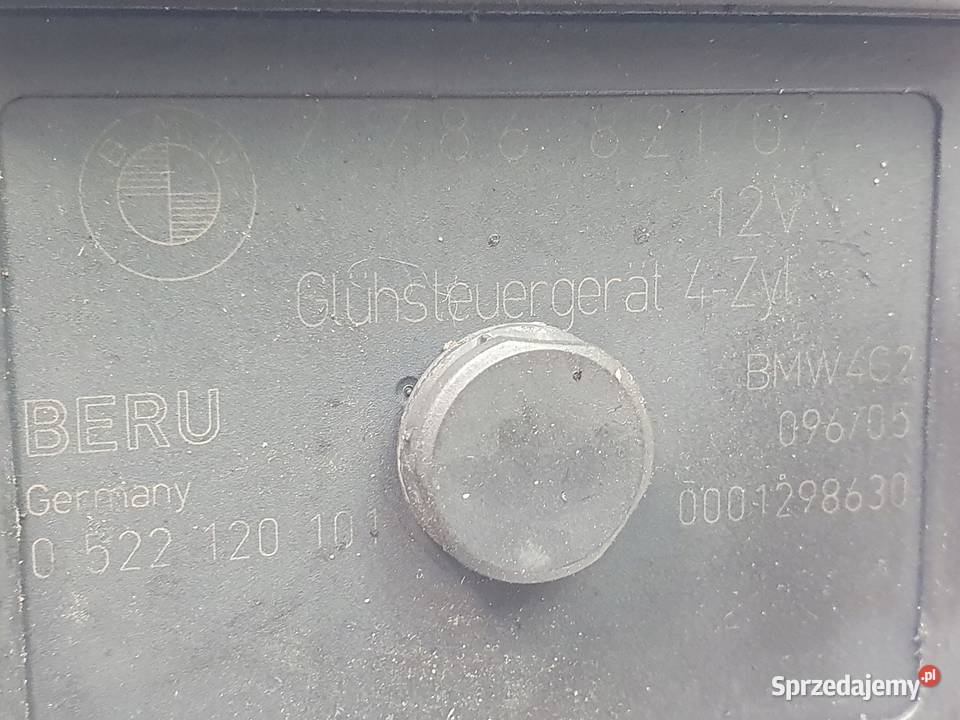 BMW
7 786 821 07
12V
Glühsteuergerät 4-Zyl.
BMW4G2
BERU
096/05
Germany
0001298630
0 522 120 101
Sprzedajemy.pl